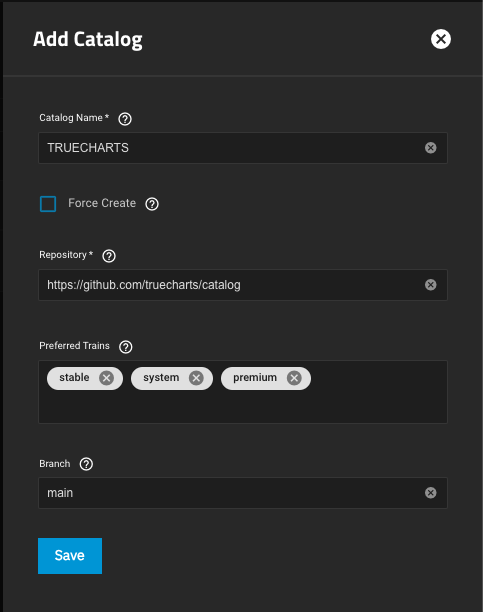 Add Catalog
Catalog Name *
TRUECHARTS
Force Create
Repository *
https://github.com/truecharts/catalog
Preferred Trains
stable system premium
Branch
main
Save